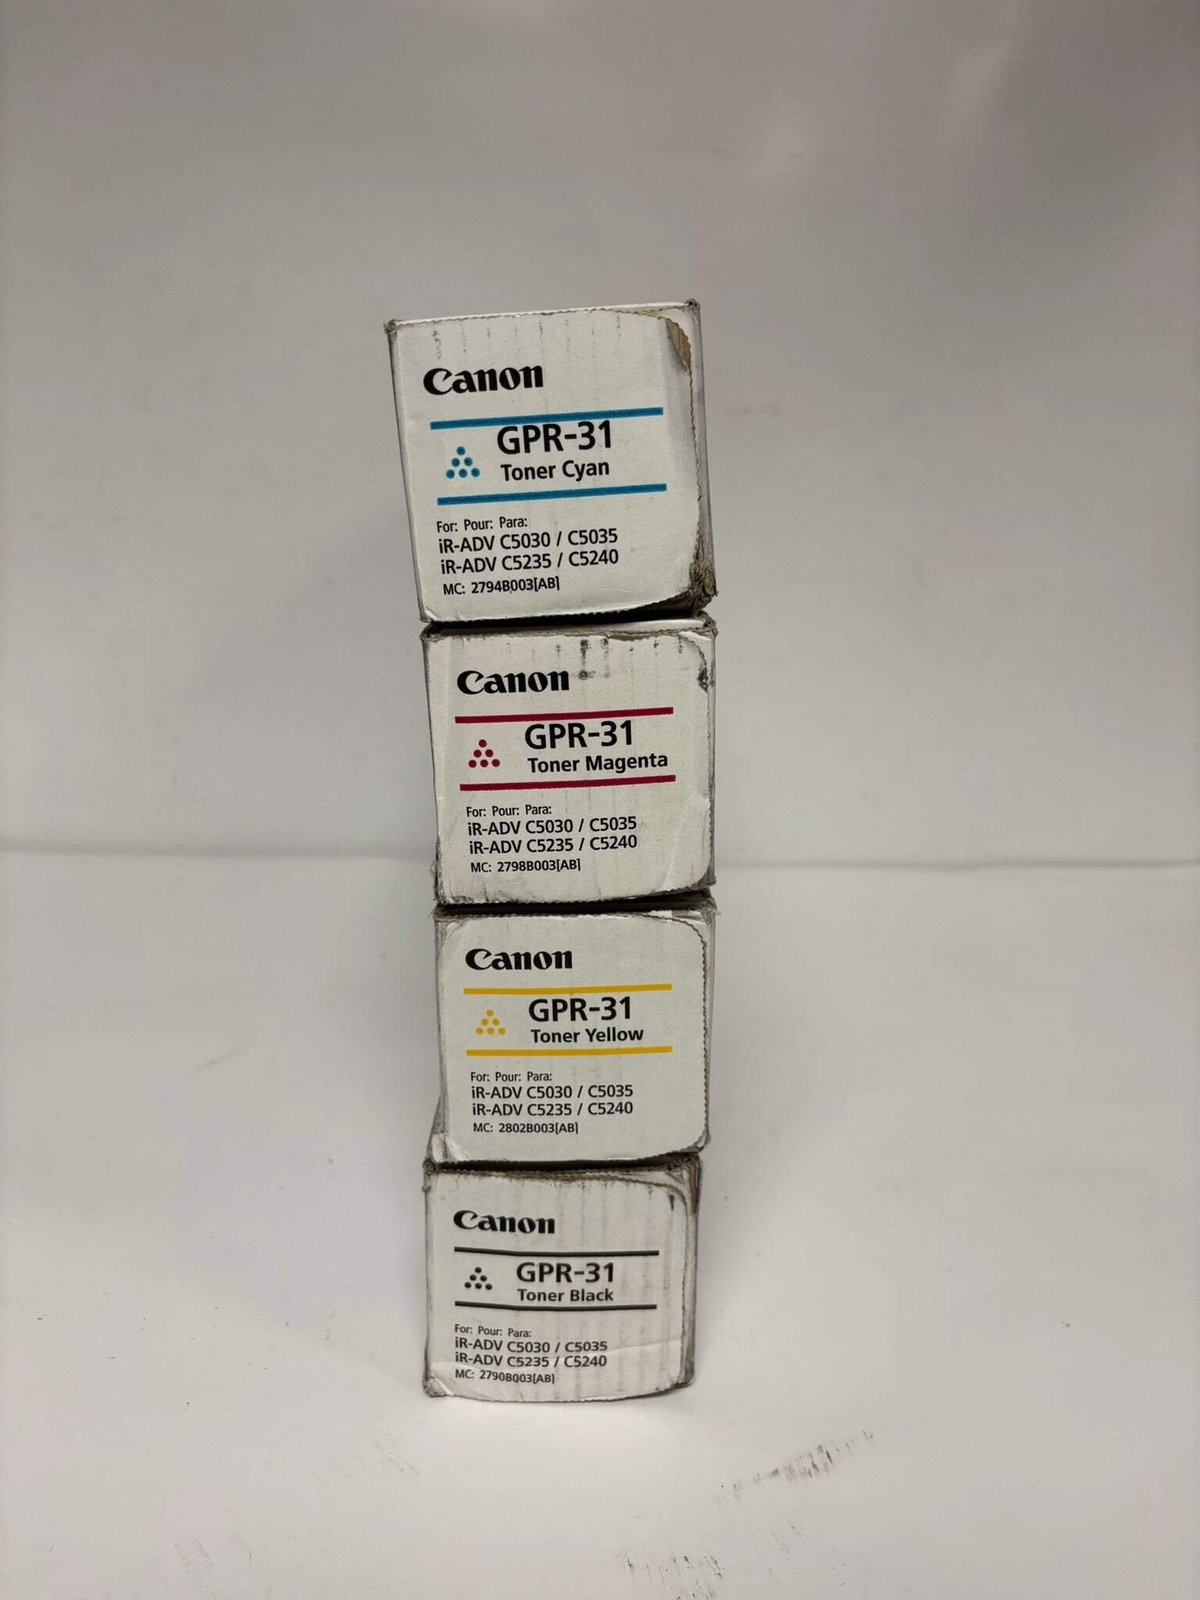 Canon
GPR-31
Toner Cyan
For: Pour: Para:
iR-ADV C5030 / C5035
iR-ADV C5235 / C5240
MC: 2794B003[AB]
Canon
GPR-31
Toner Magenta
For: Pour: Para:
iR-ADV C5030 / C5035
iR-ADV C5235 / C5240
MC: 2798B003[AB]
Canon
GPR-31
Toner Yellow
For: Pour: Para:
iR-ADV C5030 / C5035
iR-ADV C5235 / C5240
MC: 2802B003[AB]
Canon
GPR-31
Toner Black
For: Pour: Para:
iR-ADV C5030 / C5035
iR-ADV C5235 / C5240
MC: 2790B003[AB]